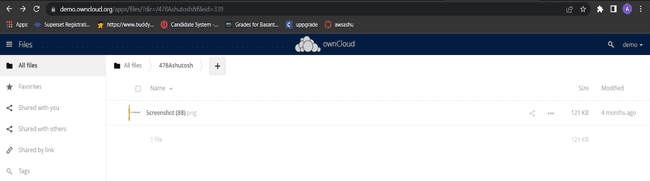 demo.owncloud.org/apps/files/?dir=/478Ashutosh&fileid=339
Apps Superset Registrati... https://www.buddy... Candidate System -... Grades for Basant... uppgrade awsashu
Files ownCloud demo
All files All files 478Ashutosh +
Favorites Name Size Modified
Shared with you Screenshot (88).png 121 KB 4 months ago
Shared with others
Shared by link 1 file 121 KB
Tags